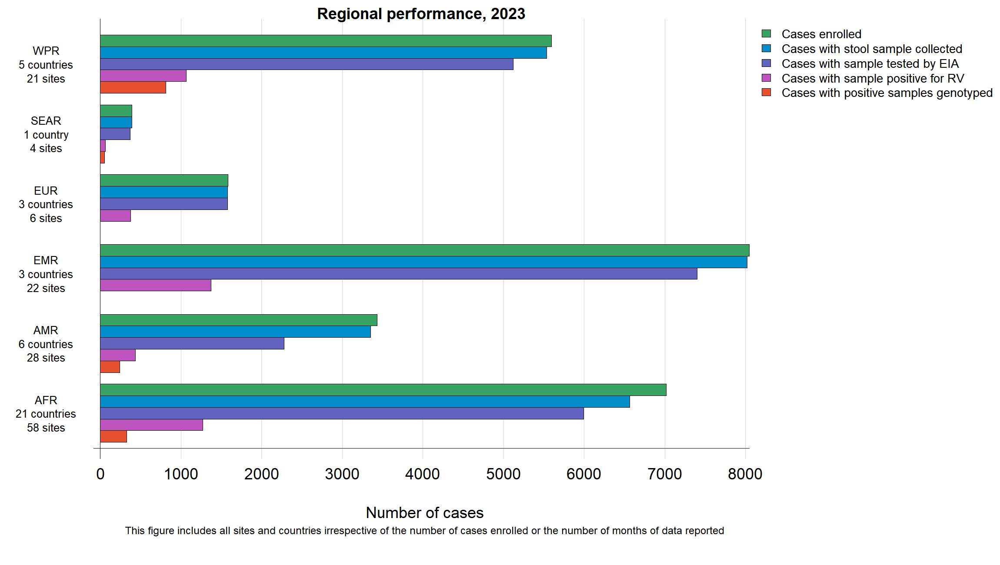 Regional performance, 2023
Cases enrolled
Cases with stool sample collected
Cases with sample tested by EIA
Cases with sample positive for RV
Cases with positive samples genotyped
WPR
5 countries
21 sites
SEAR
1 country
4 sites
EUR
3 countries
6 sites
EMR
3 countries
22 sites
AMR
6 countries
28 sites
AFR
21 countries
58 sites
0 1000 2000 3000 4000 5000 6000 7000 8000
Number of cases
This figure includes all sites and countries irrespective of the number of cases enrolled or the number of months of data reported